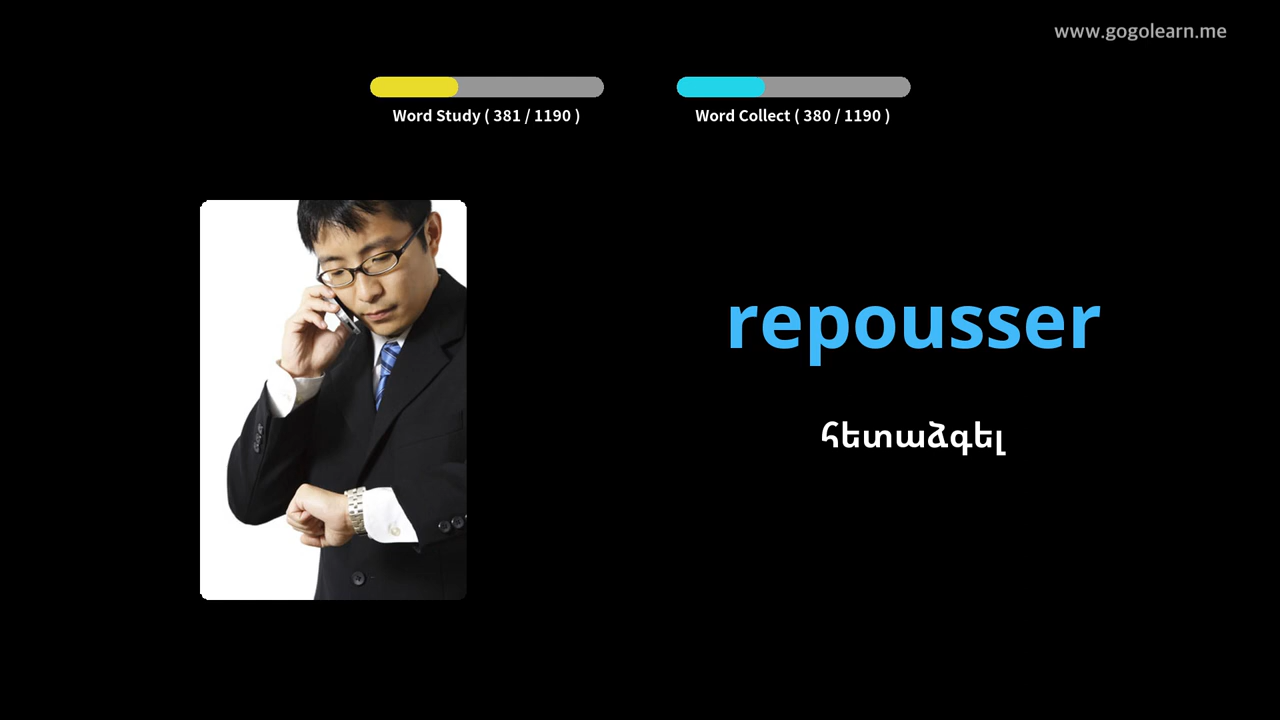 www.gogolearn.me
Word Study ( 381 / 1190 )
Word Collect ( 380 / 1190 )
repousser
հետաձգել